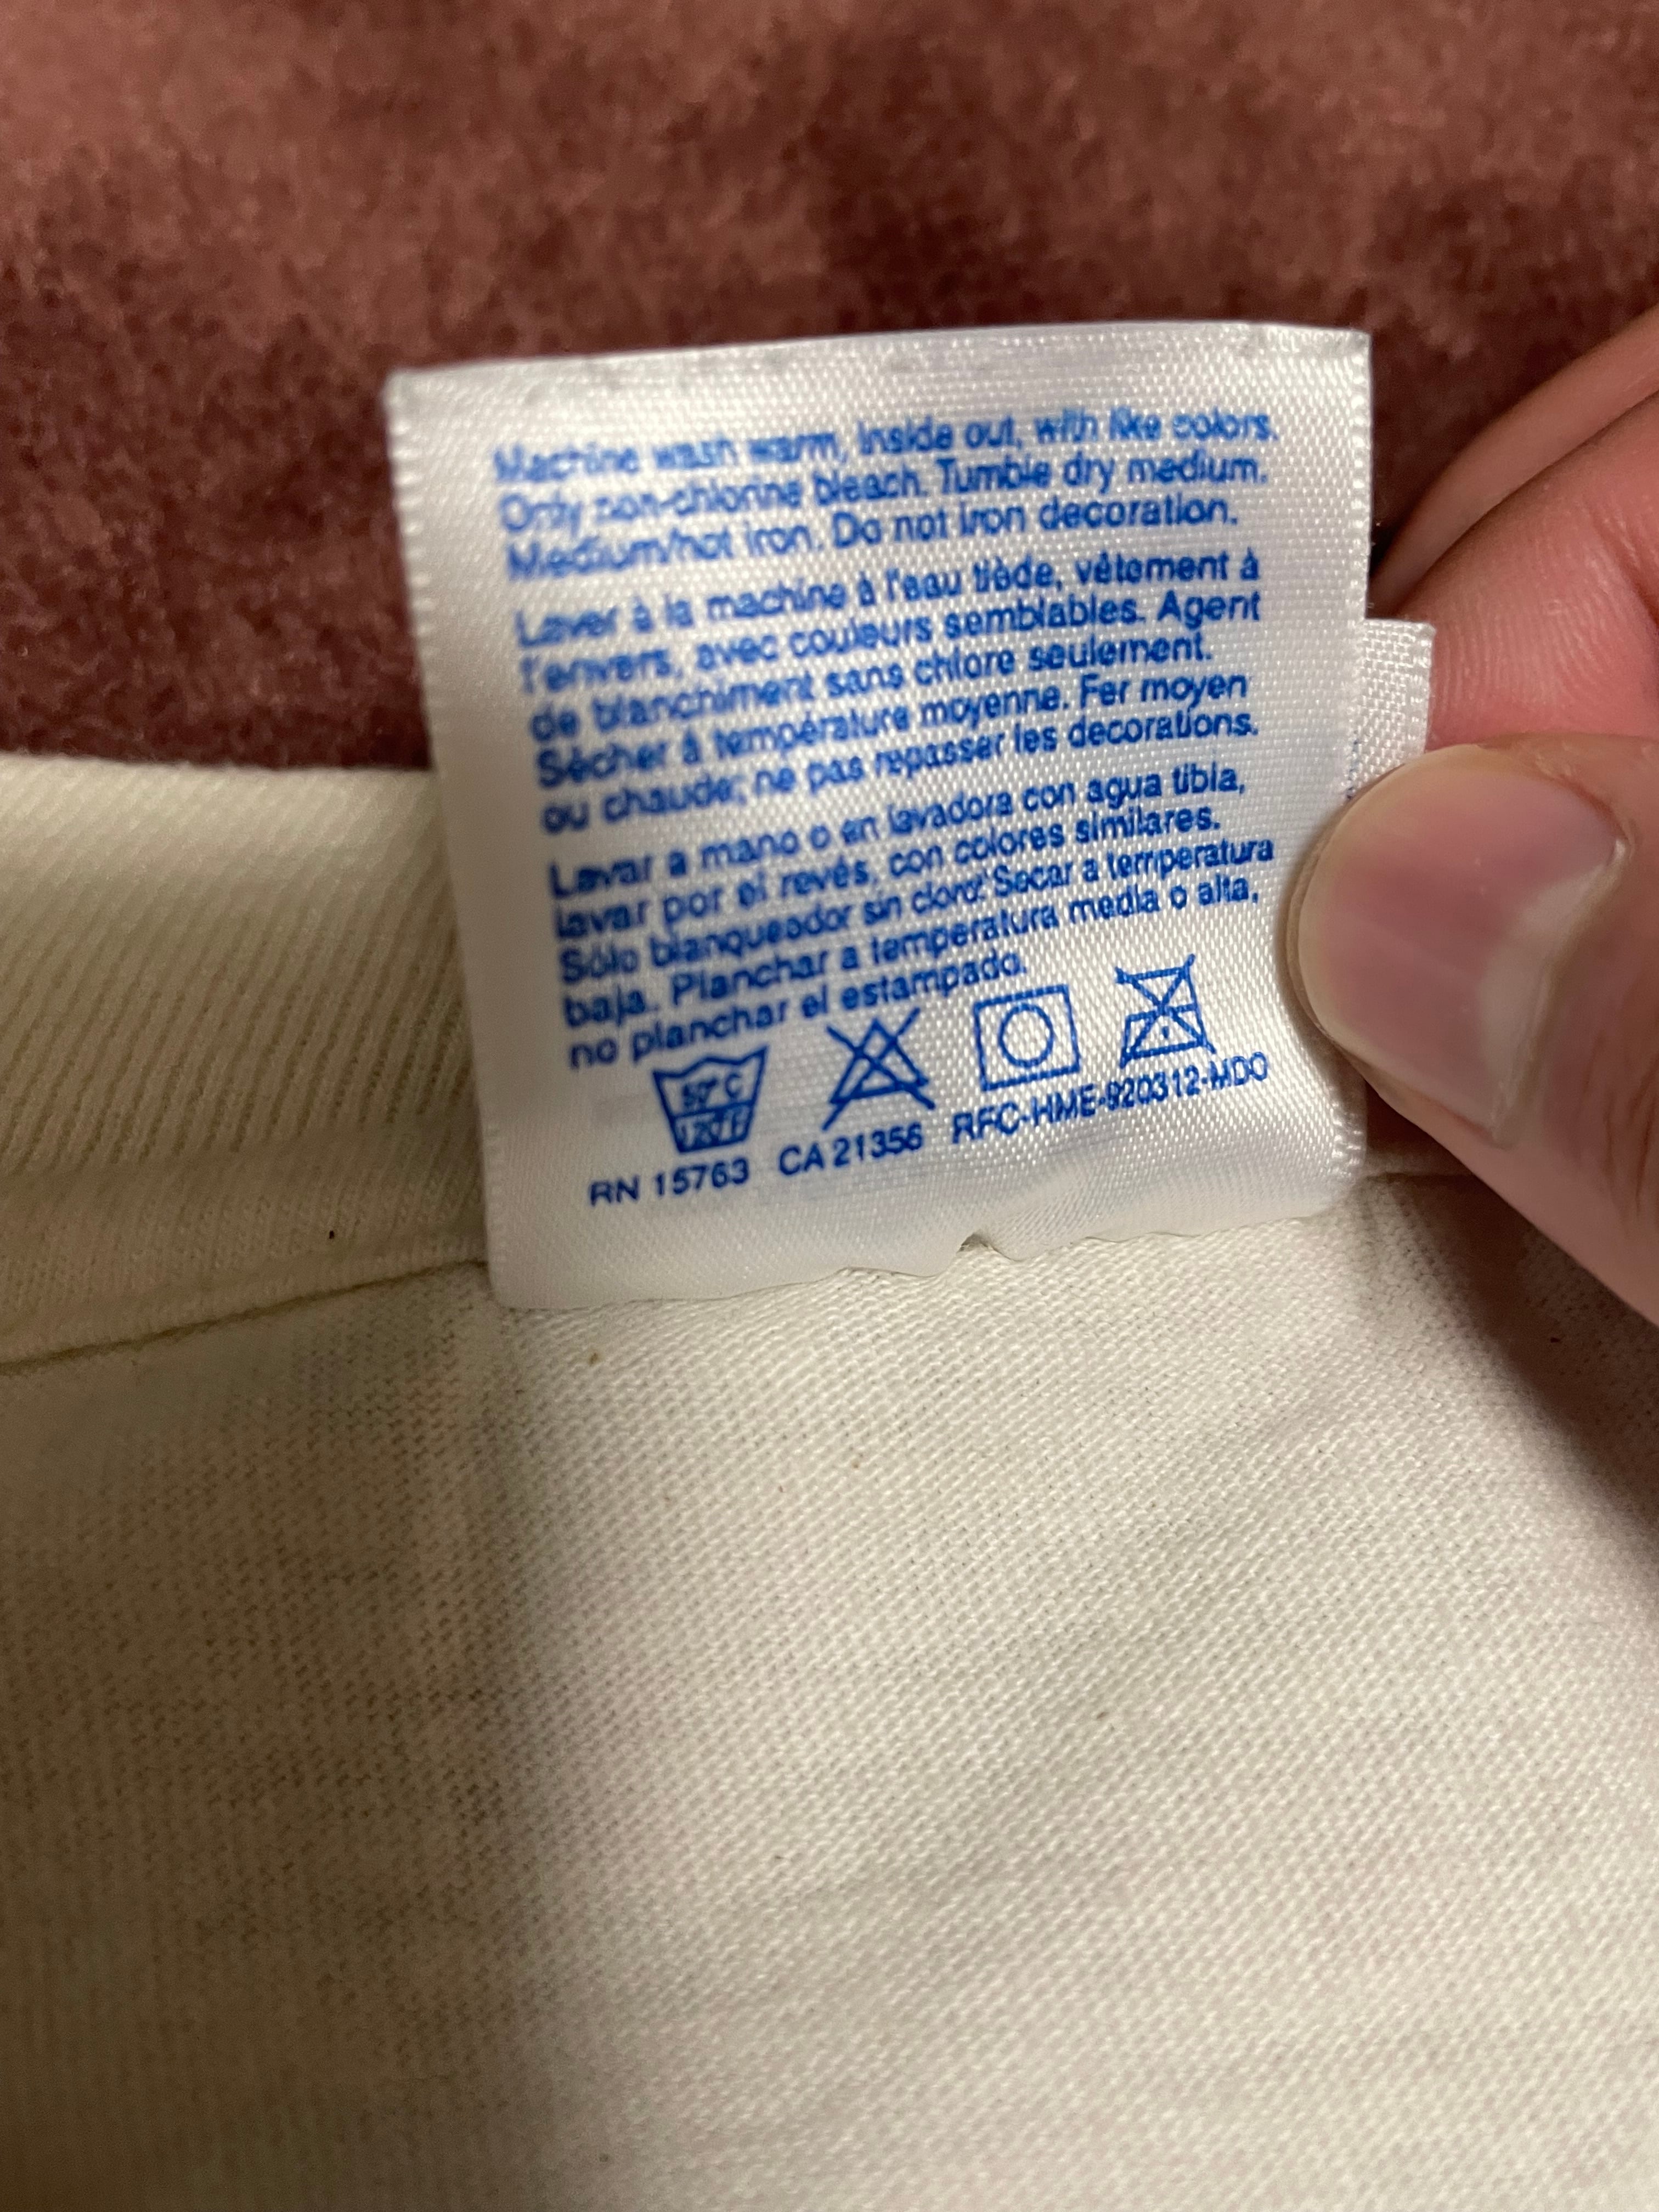 Machine wash warm, inside out, with like colors.
Only non-chlorine bleach. Tumble dry medium.
Medium/hot iron. Do not iron decoration.
Laver à la machine à l'eau tiède, vêtement à
l'envers, avec couleurs semblables. Agent
de blanchiment sans chlore seulement.
Sécher à température moyenne. Fer moyen
ou chaude; ne pas repasser les decorations.
Lavar a mano o en lavadora con agua tibia,
lavar por el revés, con colores similares.
Sólo blanqueador sin cloro. Secar a temperatura
baja. Planchar a temperatura media o alta,
no planchar el estampado.
50°C
120°F
RN 15763 CA 21356 RFC-HME-920312-MDO